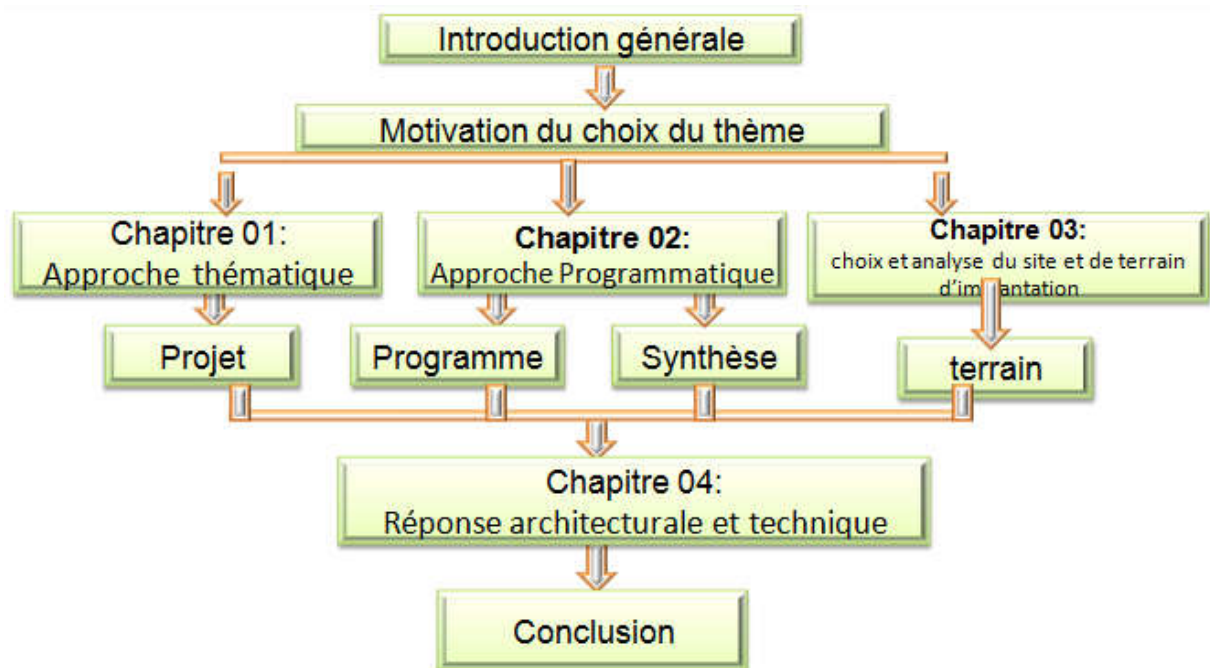 Introduction générale
Motivation du choix du thème
Chapitre 01:
Approche thématique
Chapitre 02:
Approche Programmatique
Chapitre 03:
choix et analyse du site et de terrain
d'implantation
Projet
Programme
Synthèse
terrain
Chapitre 04:
Réponse architecturale et technique
Conclusion